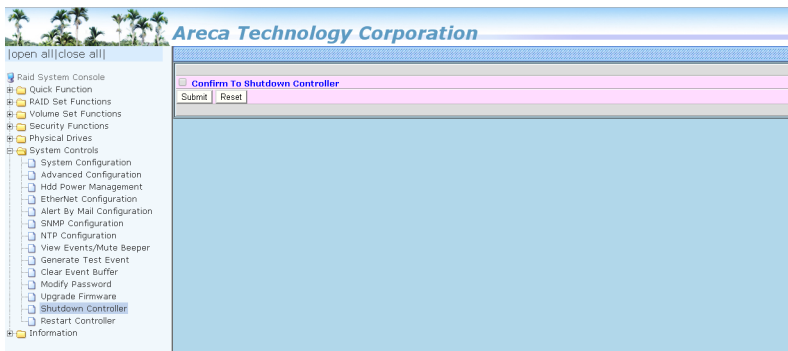 Areca Technology Corporation
|open all|close all|
Raid System Console
Quick Function
RAID Set Functions
Volume Set Functions
Security Functions
Physical Drives
System Controls
System Configuration
Advanced Configuration
Hdd Power Management
EtherNet Configuration
Alert By Mail Configuration
SNMP Configuration
NTP Configuration
View Events/Mute Beeper
Generate Test Event
Clear Event Buffer
Modify Password
Upgrade Firmware
Shutdown Controller
Restart Controller
Information
Confirm To Shutdown Controller
Submit Reset